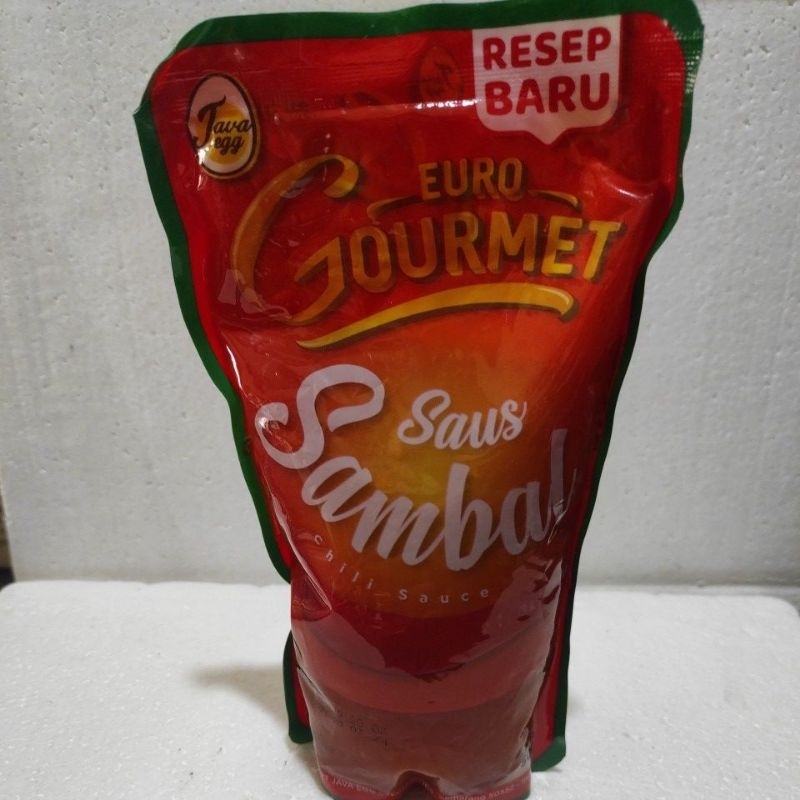 RESEP
BARU
Java
egg
EURO
GOURMET
Saus
Sambal
Chili Sauce